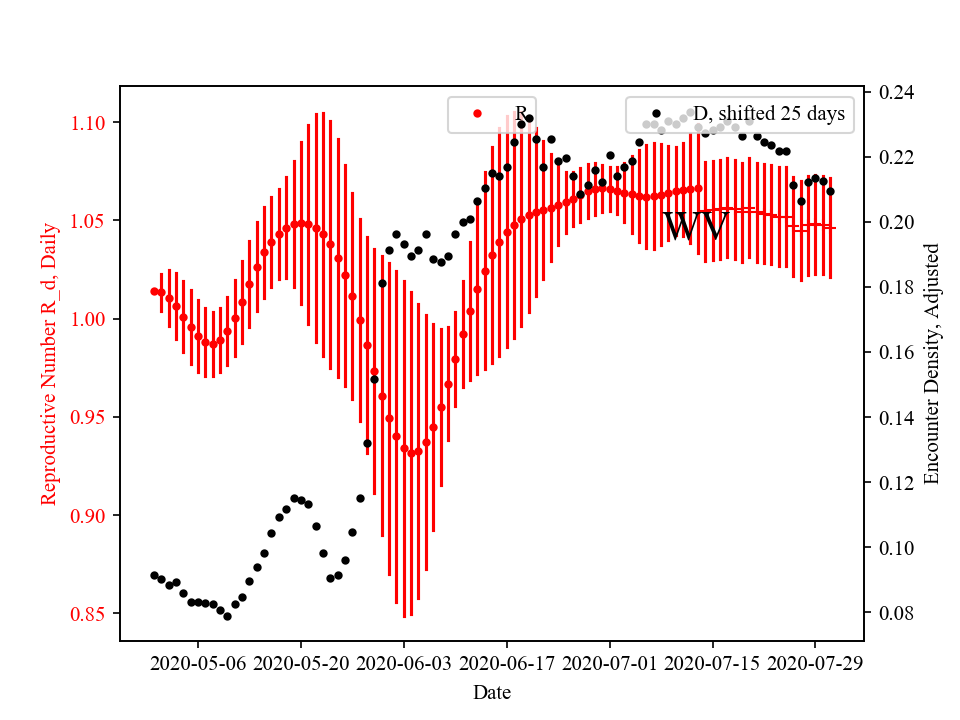 R
D, shifted 25 days
WV
Reproductive Number R_d, Daily
1.10
1.05
1.00
0.95
0.90
0.85
0.24
0.22
0.20
0.18
0.16
0.14
0.12
0.10
0.08
Encounter Density, Adjusted
2020-05-06 2020-05-20 2020-06-03 2020-06-17 2020-07-01 2020-07-15 2020-07-29
Date